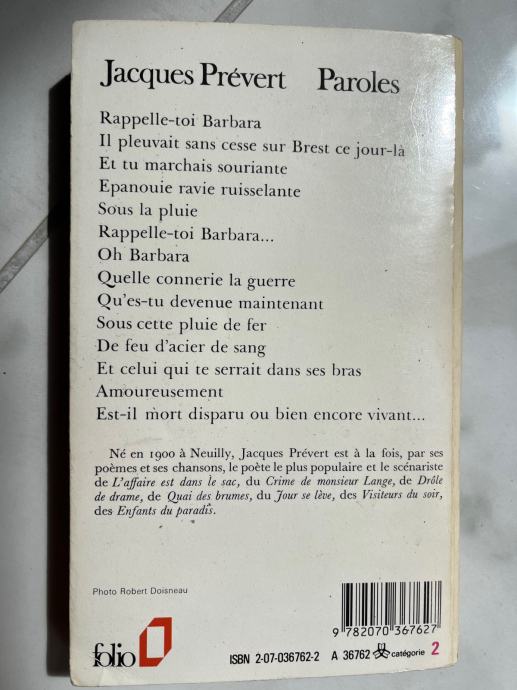 Jacques Prévert Paroles
Rappelle-toi Barbara
Il pleuvait sans cesse sur Brest ce jour-là
Et tu marchais souriante
Epanouie ravie ruisselante
Sous la pluie
Rappelle-toi Barbara...
Oh Barbara
Quelle connerie la guerre
Qu'es-tu devenue maintenant
Sous cette pluie de fer
De feu d'acier de sang
Et celui qui te serrait dans ses bras
Amoureusement
Est-il mort disparu ou bien encore vivant...
Né en 1900 à Neuilly, Jacques Prévert est à la fois, par ses
poèmes et ses chansons, le poète le plus populaire et le scénariste
de L'affaire est dans le sac, du Crime de monsieur Lange, de Drôle
de drame, de Quai des brumes, du Jour se lève, des Visiteurs du soir,
des Enfants du paradis.
Photo Robert Doisneau
9 782070 367627
folio
ISBN 2-07-036762-2 A 36762 catégorie 2